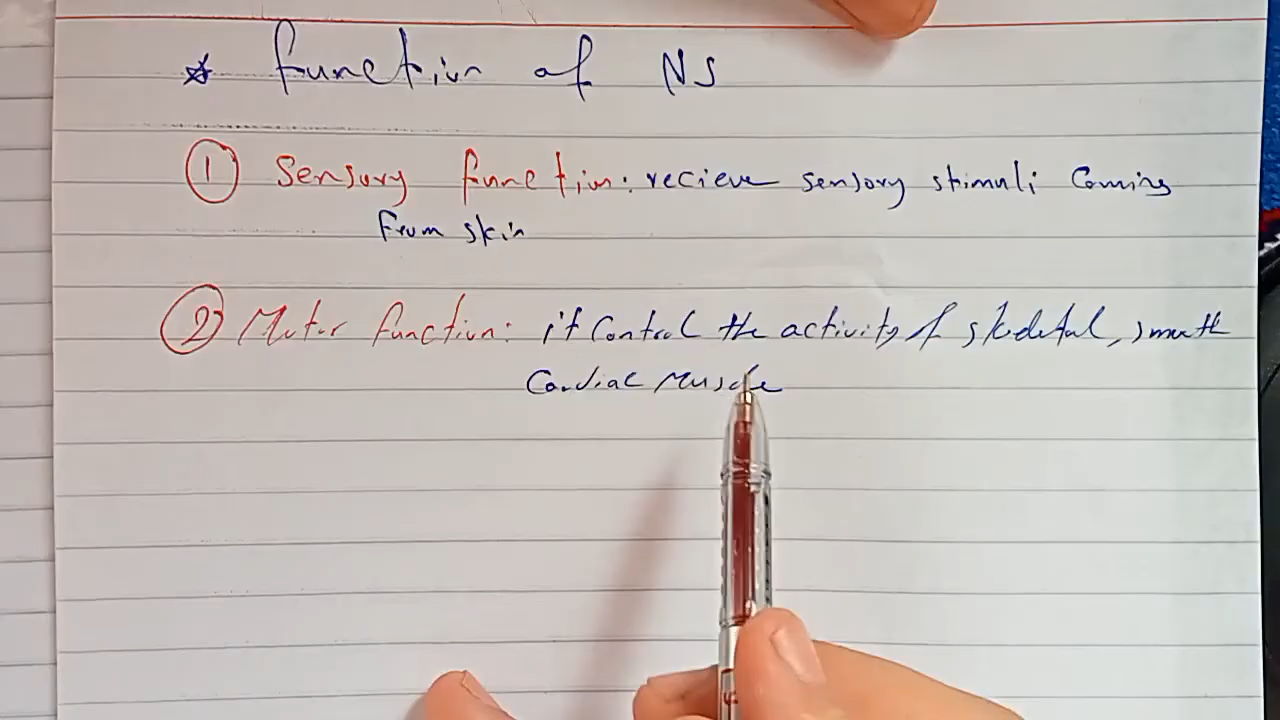 * function of NS
① Sensory function: recieve sensory stimuli Coming
From skin
② Motor function: it Control the activity of skeletal, smooth
Cardiac Muscle